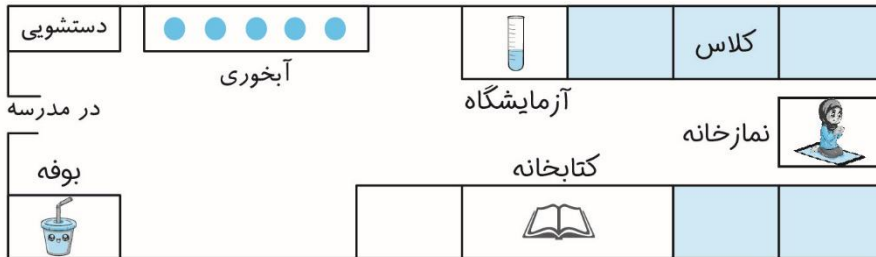 دستشویی
آبخوری
آزمایشگاه
کلاس
در مدرسه
نمازخانه
بوفه
کتابخانه